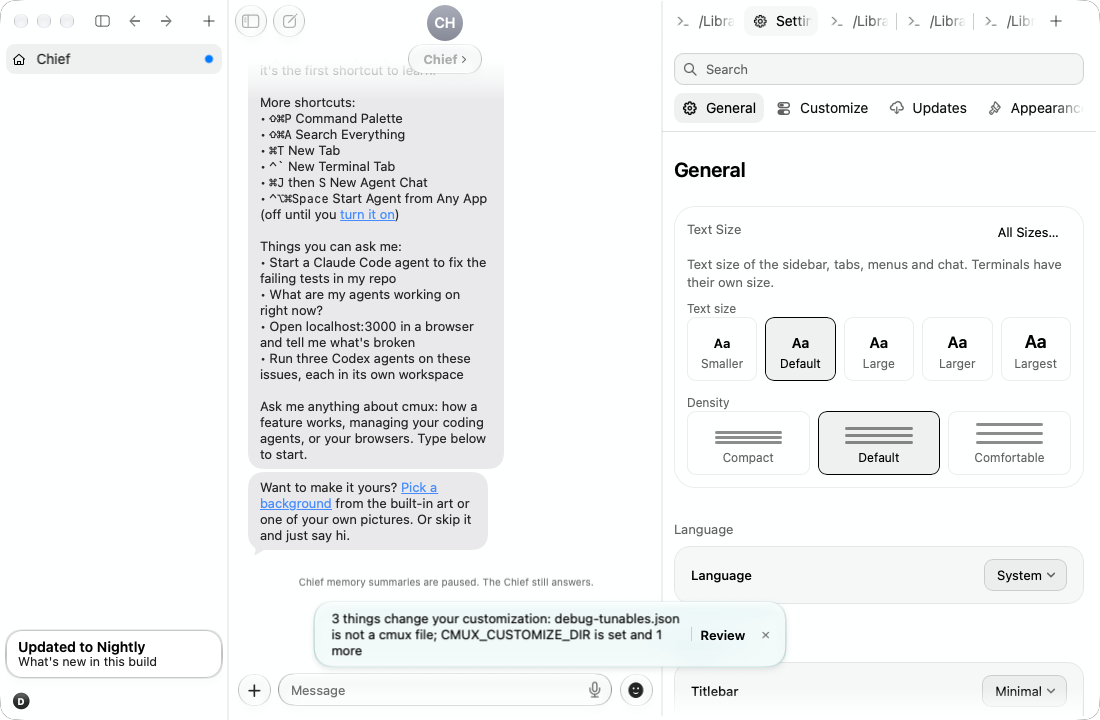 Chief
Updated to Nightly
What's new in this build
D
CH
Chief
it's the first shortcut to learn.
More shortcuts:
• ⇧⌘P Command Palette
• ⇧⌘A Search Everything
• ⌘T New Tab
• ^` New Terminal Tab
• ⌘J then S New Agent Chat
• ^⌥⌘Space Start Agent from Any App
(off until you turn it on)
Things you can ask me:
• Start a Claude Code agent to fix the
failing tests in my repo
• What are my agents working on
right now?
• Open localhost:3000 in a browser
and tell me what's broken
• Run three Codex agents on these
issues, each in its own workspace
Ask me anything about cmux: how a
feature works, managing your coding
agents, or your browsers. Type below
to start.
Want to make it yours? Pick a
background from the built-in art or
one of your own pictures. Or skip it
and just say hi.
Chief memory summaries are paused. The Chief still answers.
3 things change your customization: debug-tunables.json
is not a cmux file; CMUX_CUSTOMIZE_DIR is set and 1
more
Review
Message
/Libra
Settin
/Libra
/Libra
/Lib
Search
General
Customize
Updates
Appearanc
General
Text Size
All Sizes...
Text size of the sidebar, tabs, menus and chat. Terminals have
their own size.
Text size
Aa Aa Aa Aa Aa
Smaller Default Large Larger Largest
Density
Compact Default Comfortable
Language
Language
System
Titlebar
Minimal